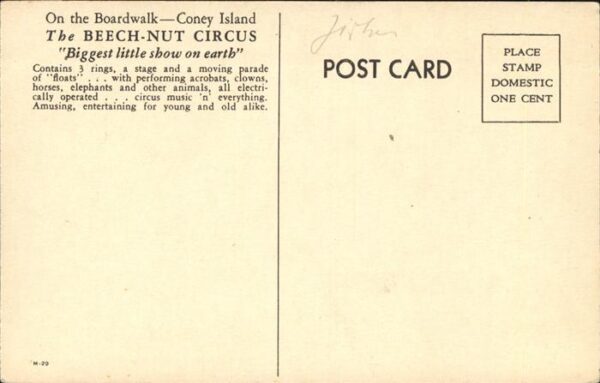 On the Boardwalk—Coney Island
The BEECH-NUT CIRCUS
"Biggest little show on earth"
Contains 3 rings, a stage and a moving parade
of "floats" . . . with performing acrobats, clowns,
horses, elephants and other animals, all electri-
cally operated . . . circus music 'n' everything.
Amusing, entertaining for young and old alike.
POST CARD
PLACE
STAMP
DOMESTIC
ONE CENT
M-20